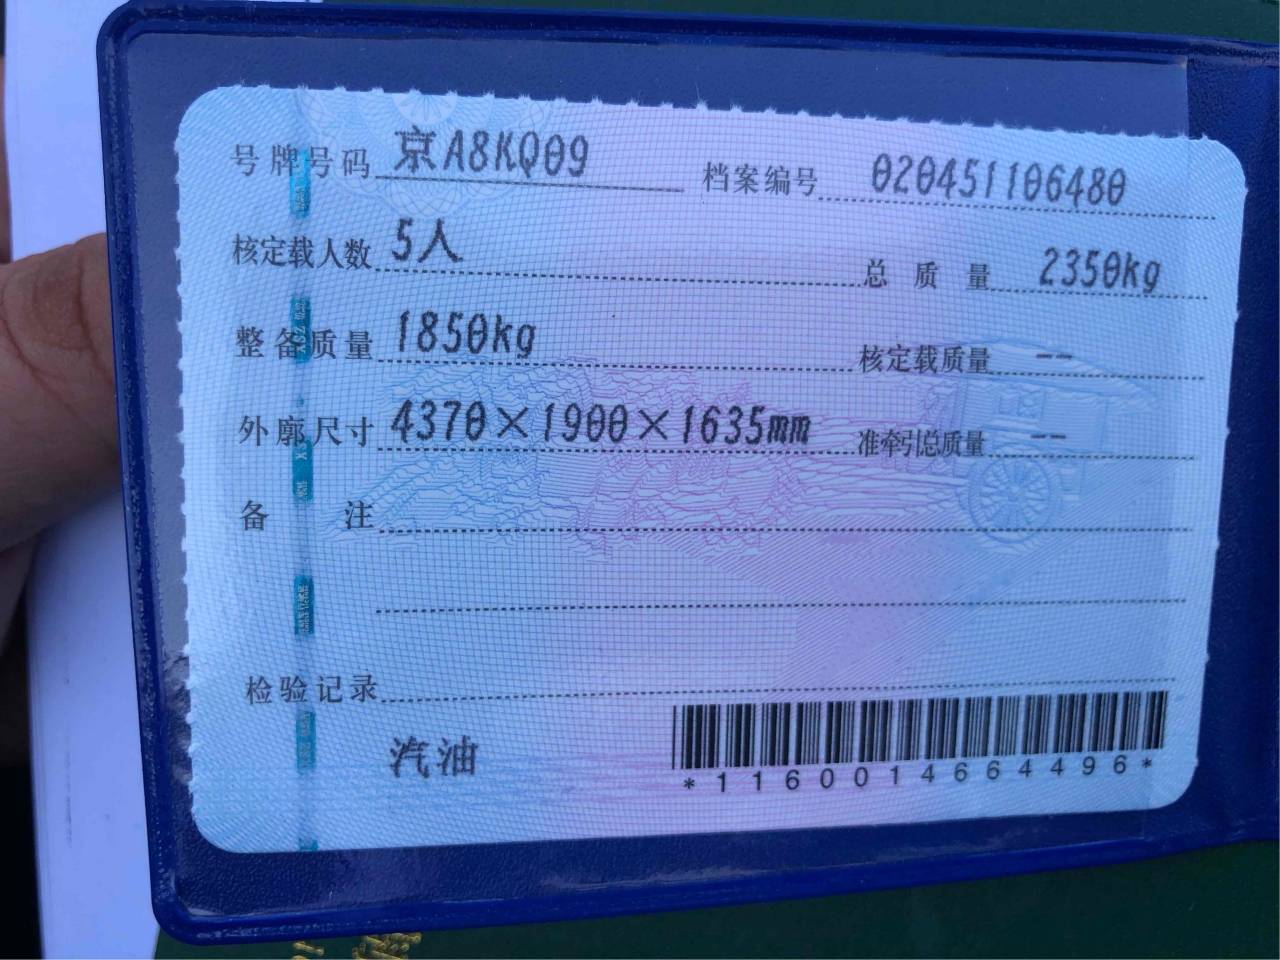 号牌号码 京A8KQ09 档案编号 020451106480
核定载人数 5人 总质量 2350kg
整备质量 1850kg 核定载质量 --
外廓尺寸 4370×1900×1635mm 准牵引总质量 --
备注
检验记录
汽油
*1160014664496*